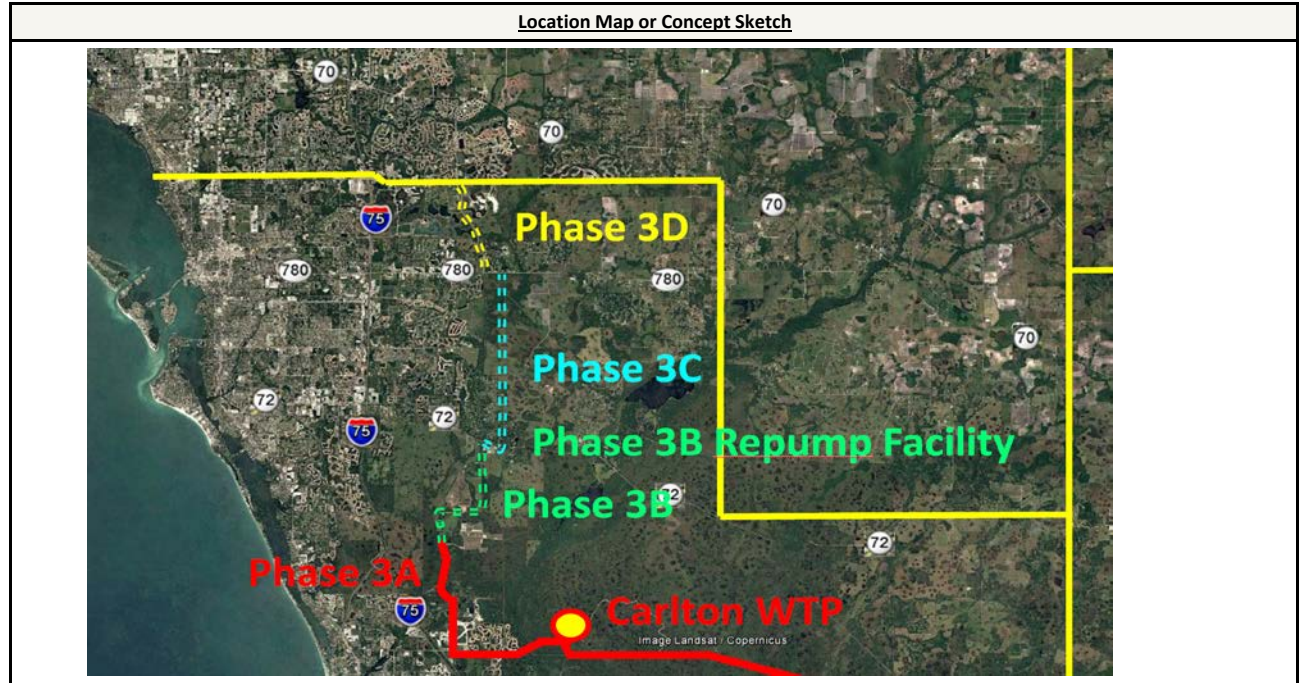 Location Map or Concept Sketch
70
70
75
Phase 3D
70
780
780
780
70
Phase 3C
72
75
72
Phase 3B Repump Facility
72
Phase 3B
72
Phase 3A
75
Carlton WTP
Image Landsat / Copernicus